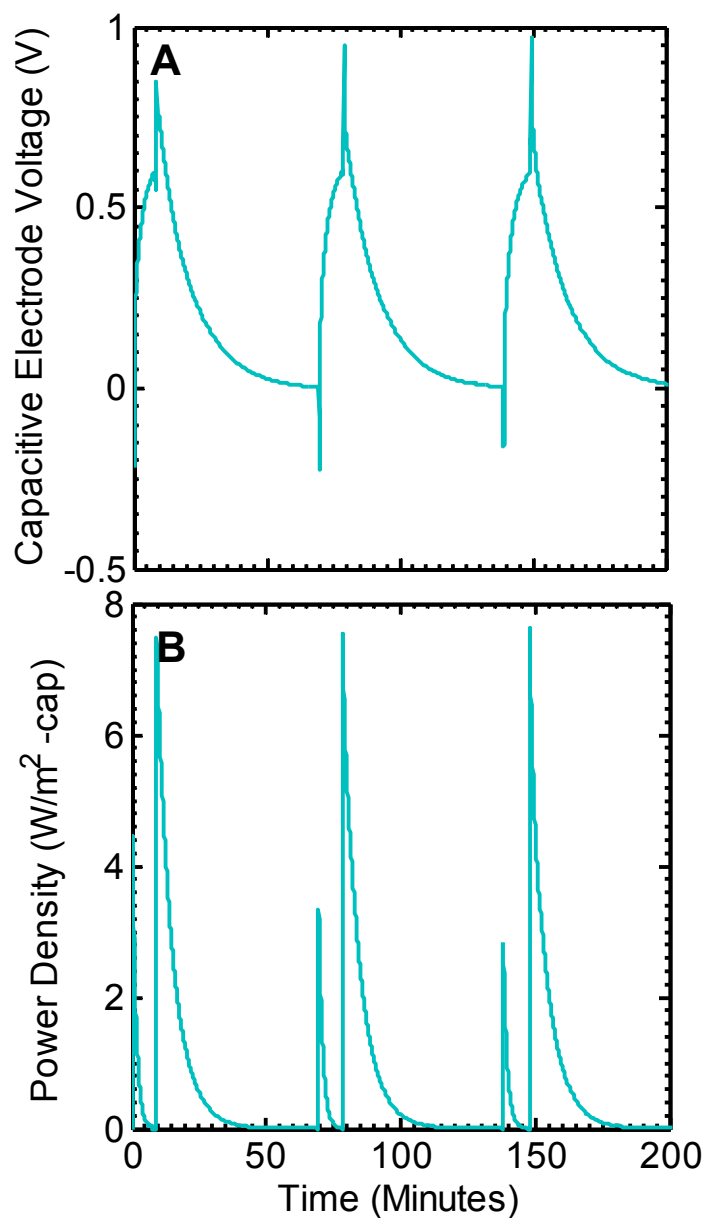 A
1
0.5
0
-0.5
Capacitive Electrode Voltage (V)
B
8
6
4
2
0
Power Density (W/m² -cap)
0 50 100 150 200
Time (Minutes)